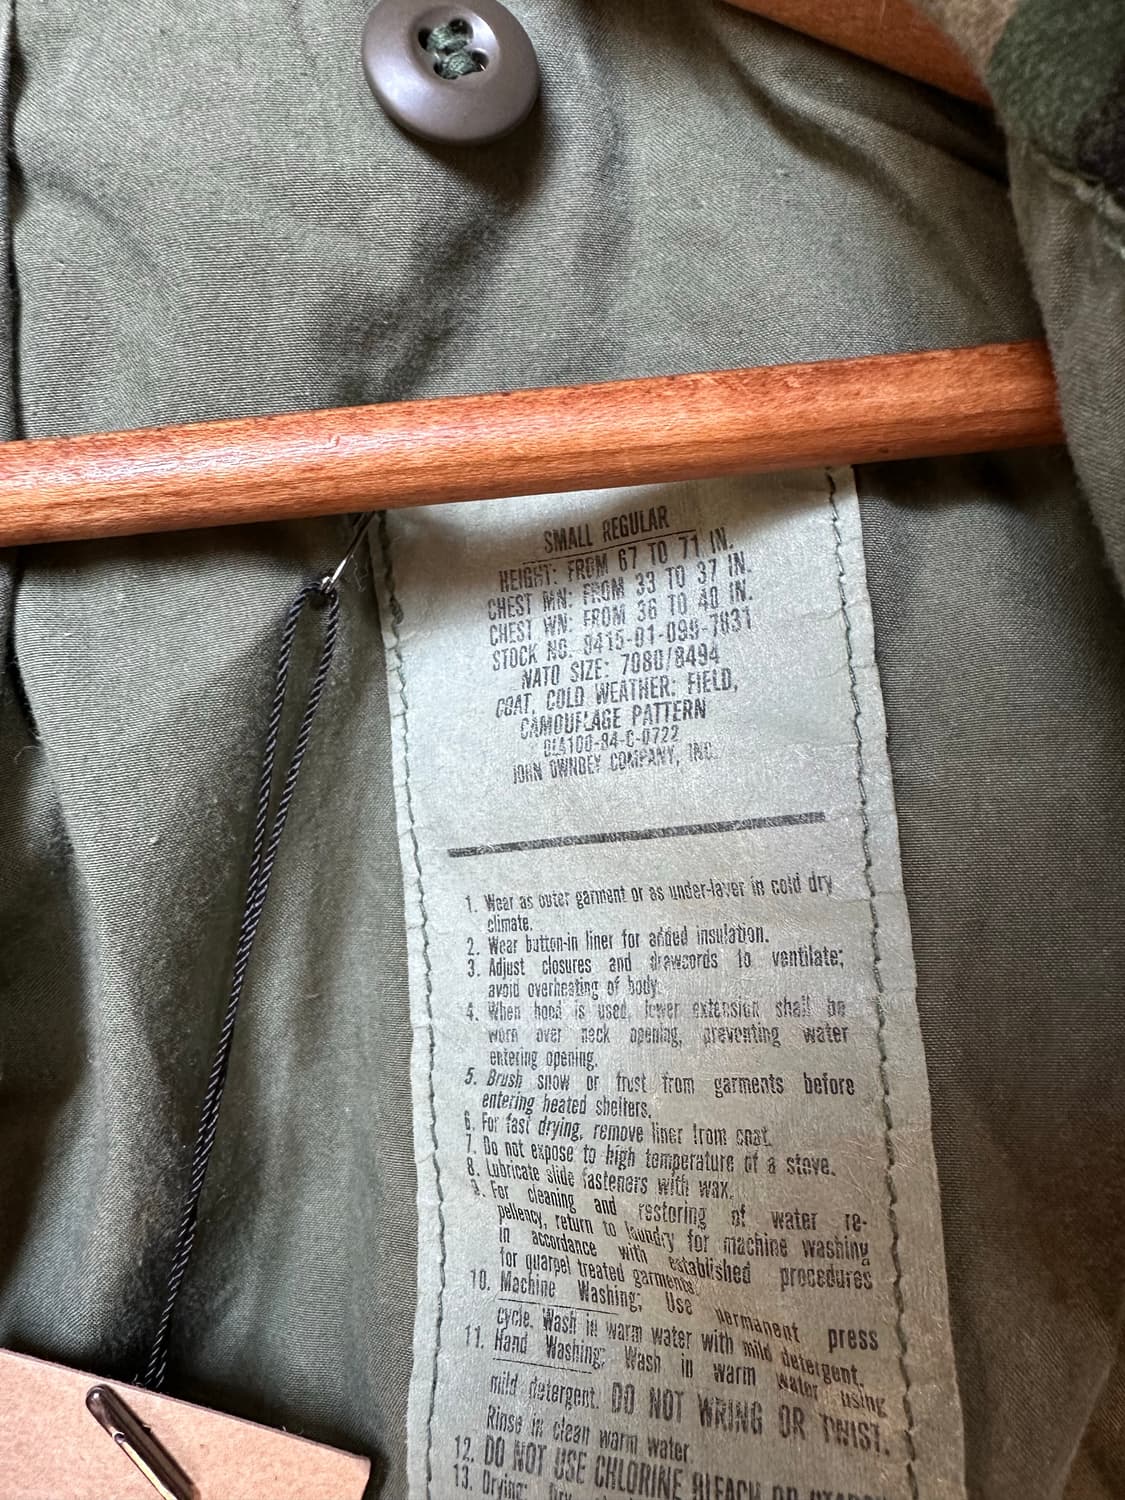 SMALL REGULAR
HEIGHT: FROM 67 TO 71 IN.
CHEST MN: FROM 33 TO 37 IN.
CHEST WN: FROM 36 TO 40 IN.
STOCK NO. 8415-01-099-7831
NATO SIZE: 7080/8494
COAT, COLD WEATHER: FIELD,
CAMOUFLAGE PATTERN
DLA100-84-C-0722
JOHN OWNBEY COMPANY, INC.
1. Wear as outer garment or as under-layer in cold dry
climate.
2. Wear button-in liner for added insulation.
3. Adjust closures and drawcords to ventilate;
avoid overheating of body.
4. When hood is used, lower extension shall be
worn over neck opening, preventing water
entering opening.
5. Brush snow or frost from garments before
entering heated shelters.
6. For fast drying, remove liner from coat.
7. Do not expose to high temperature of a stove.
8. Lubricate slide fasteners with wax.
9. For cleaning and restoring of water re-
pellency, return to laundry for machine washing
in accordance with established procedures
for quarpel treated garments.
10. Machine Washing; Use permanent press
cycle. Wash in warm water with mild detergent.
11. Hand Washing; Wash in warm water using
mild detergent. DO NOT WRING OR TWIST.
Rinse in clean warm water
12. DO NOT USE CHLORINE BLEACH OR STARCH
13. Drying: